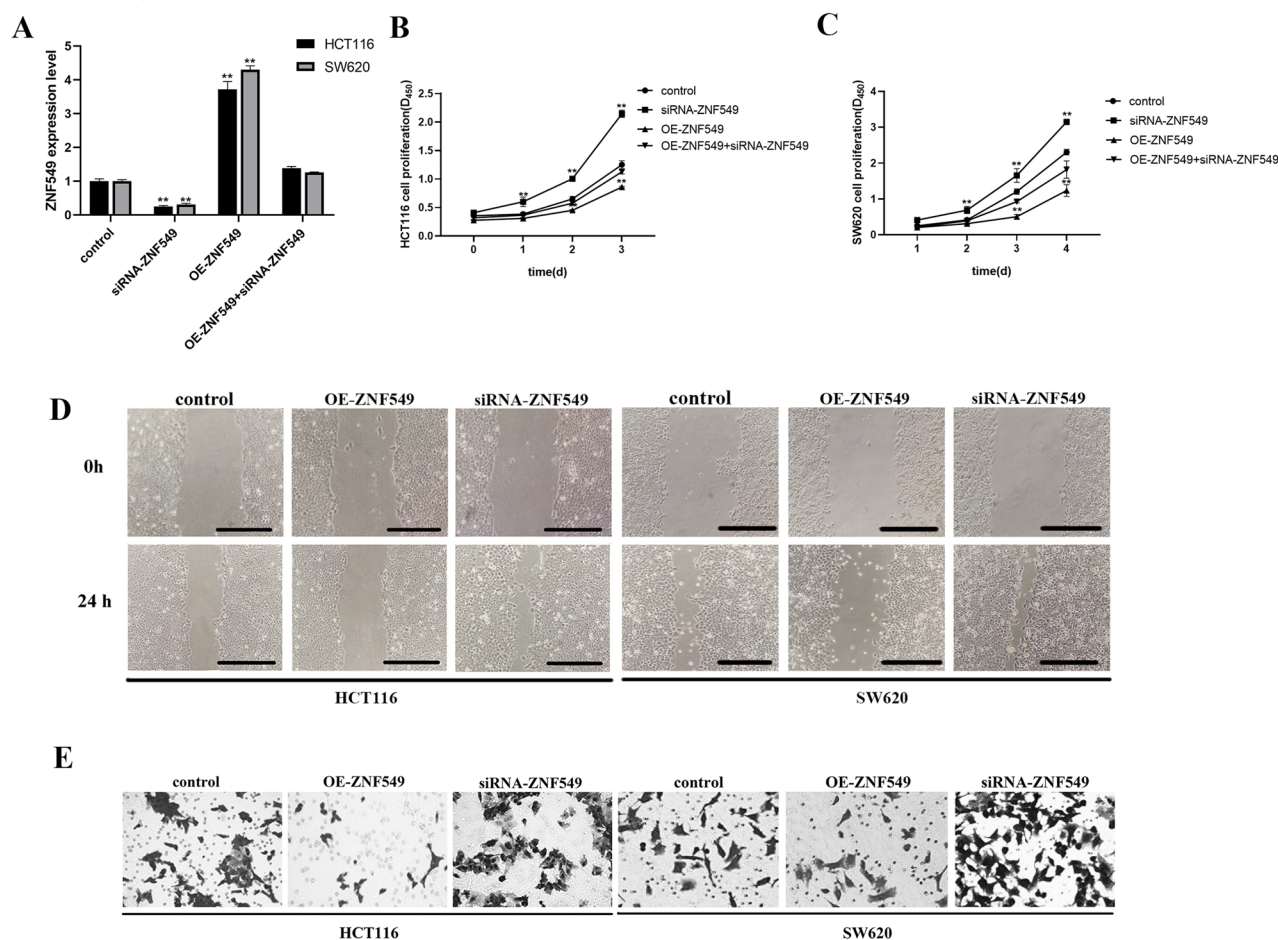 A
ZNF549 expression level
5
4
3
2
1
0
** **
** **
HCT116
SW620
control
siRNA-ZNF549
OE-ZNF549
OE-ZNF549+siRNA-ZNF549
B
HCT116 cell proliferation(D450)
2.5
2.0
1.5
1.0
0.5
0.0
0 1 2 3
time(d)
**
**
**
**
control
siRNA-ZNF549
OE-ZNF549
OE-ZNF549+siRNA-ZNF549
C
SW620 cell proliferation(D450)
4
3
2
1
0
1 2 3 4
time(d)
**
**
**
**
**
control
siRNA-ZNF549
OE-ZNF549
OE-ZNF549+siRNA-ZNF549
D
control OE-ZNF549 siRNA-ZNF549 control OE-ZNF549 siRNA-ZNF549
0h
24 h
HCT116 SW620
E
control OE-ZNF549 siRNA-ZNF549 control OE-ZNF549 siRNA-ZNF549
HCT116 SW620